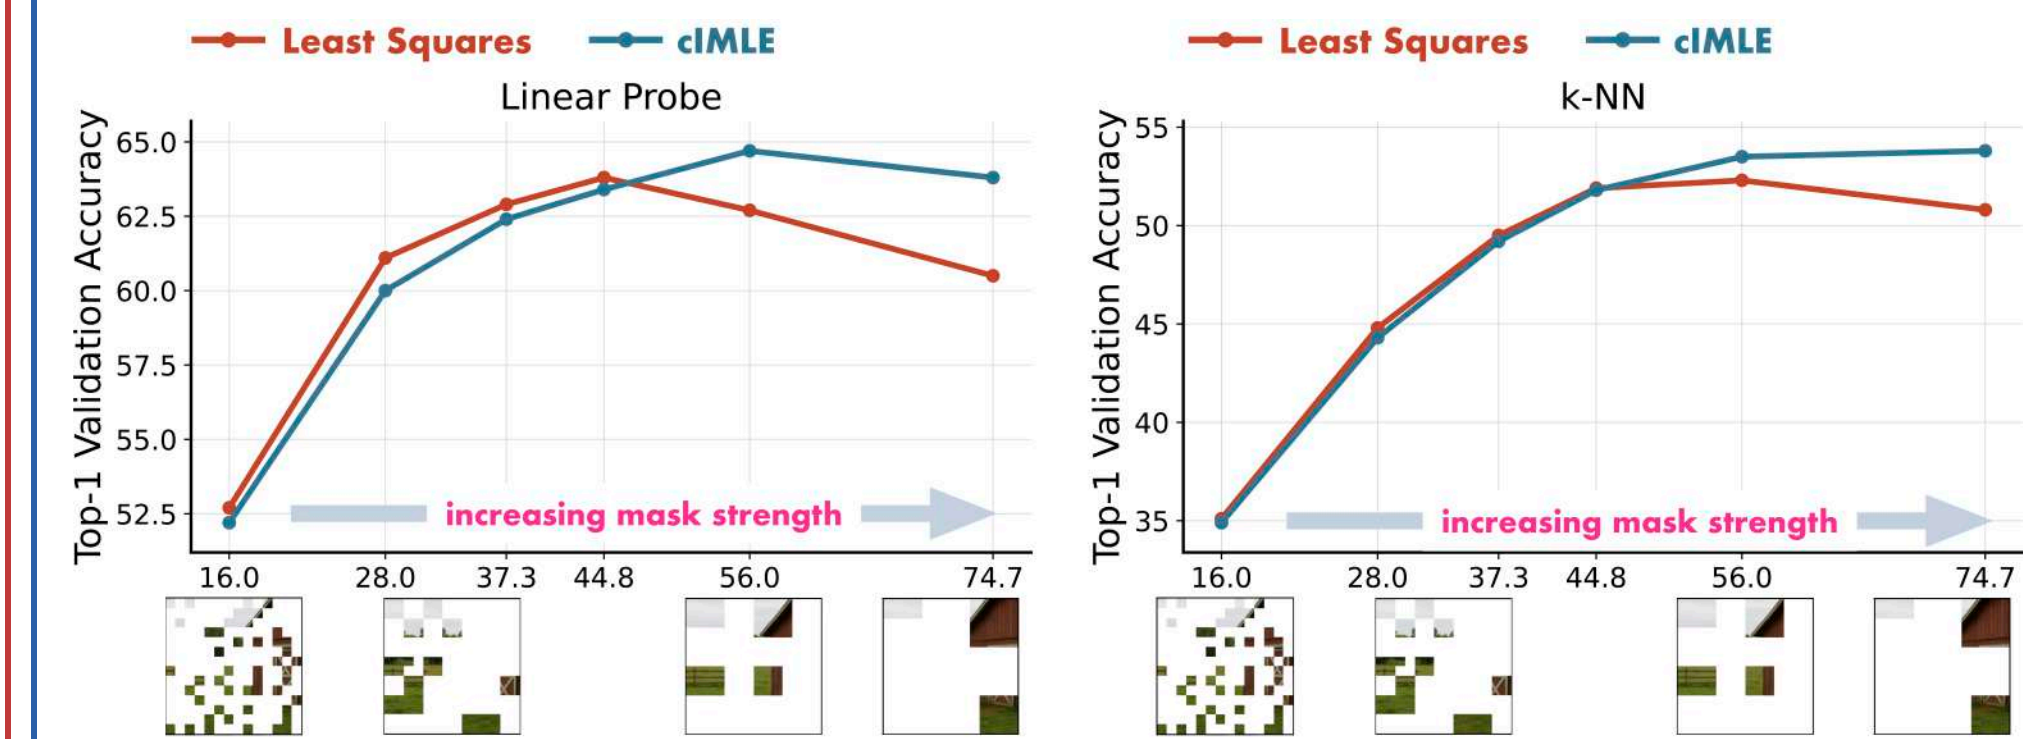 Least Squares
cIMLE
Linear Probe
Top-1 Validation Accuracy
65.0
62.5
60.0
57.5
55.0
52.5
increasing mask strength
16.0 28.0 37.3 44.8 56.0 74.7
Least Squares
cIMLE
k-NN
Top-1 Validation Accuracy
55
50
45
40
35
increasing mask strength
16.0 28.0 37.3 44.8 56.0 74.7